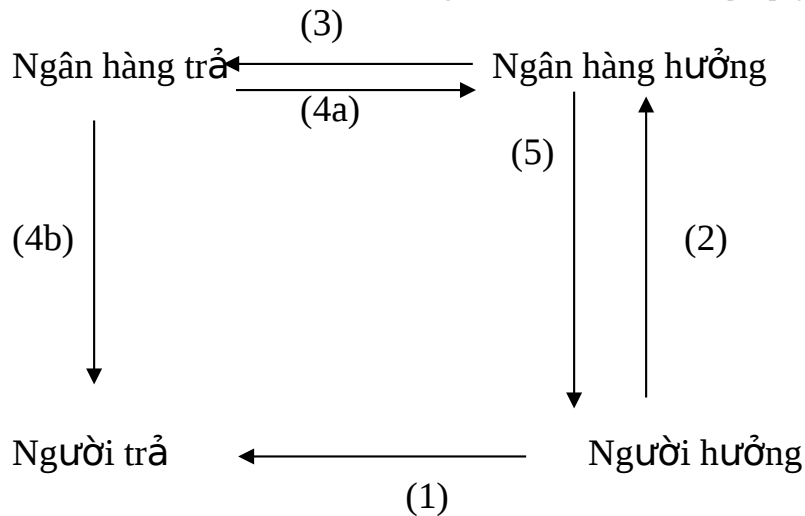 (3)
Ngân hàng trả Ngân hàng hưởng
(4a)
(5)
(4b) (2)
Người trả Người hưởng
(1)